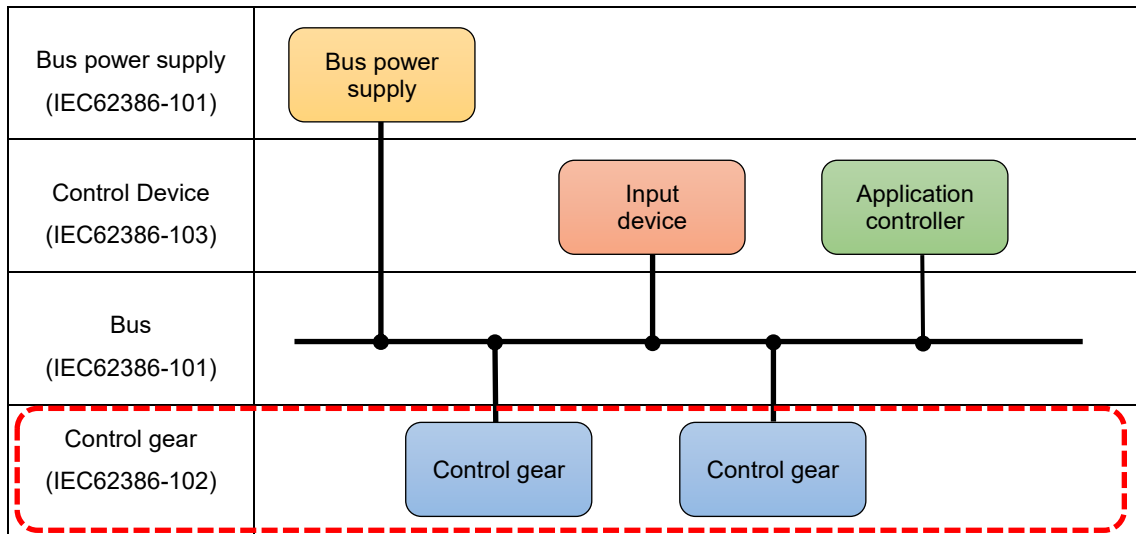 Bus power supply
(IEC62386-101)
Bus power
supply
Control Device
(IEC62386-103)
Input
device
Application
controller
Bus
(IEC62386-101)
Control gear
(IEC62386-102)
Control gear
Control gear